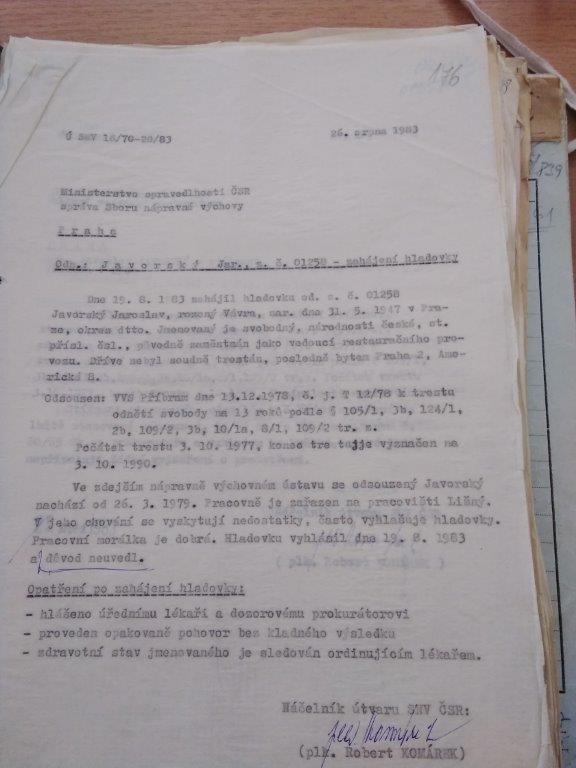 176
Ú SNV 18/70-20/83 26. srpna 1983
Ministerstvo spravedlnosti ČSR
správa Sboru nápravné výchovy
P r a h a
Ods.: J a v o r s k ý Jar., z. č. 01258 - zahájení hladovky
Dne 19. 8. 1983 zahájil hladovku od. z. č. 01258
Javorský Jaroslav, rozený Vávra, nar. dne 31. 5. 1947 v Pra-
ze, okres dtto. Jmenovaný je svobodný, národnosti české, st.
přísl. čsl., původně zaměstnán jako vedoucí restauračního pro-
vozu. Dříve nebyl soudně trestán, posledně bytem Praha 2, Ame-
rická 8.
Odsouzen: VVS Příbram dne 13.12.1978, č. j. T 12/78 k trestu
odnětí svobody na 13 roků podle § 105/1, 3b, 124/1,
2b, 109/2, 3b, 10/1a, 8/1, 109/2 tr. z.
Počátek trestu 3. 10. 1977, konec tre tujje vyznačen na
3. 10. 1990.
Ve zdejším nápravně výchovném ústavu se odsouzený Javorský
nachází od 26. 3. 1979. Pracovně je zařazen na pracovišti Ližný.
V jeho chování se vyskytují nedostatky, často vyhlašuje hladovky.
Pracovní morálka je dobrá. Hladovku vyhlásil dne 19. 8. 1983
a důvod neuvedl.
Opatření po zahájení hladovky:
- hlášeno úřednímu lékaři a dozorovému prokurátorovi
- proveden opakovaně pohovor bez kladného výsledku
- zdravotní stav jmenovaného je sledován ordinujícím lékařem.
Náčelník útvaru SNV ČSR:
(plk. Robert KOMÁREK)
839